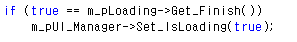 if (true == m_pLoading->Get_Finish())
    m_pUI_Manager->Set_IsLoading(true);